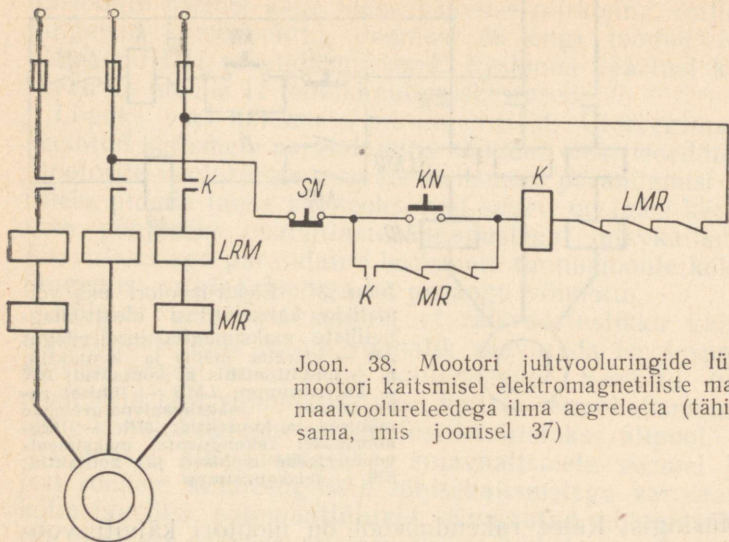 K
SN
KN
K
LMR
LRM
K
MR
MR
Joon. 38. Mootori juhtvooluringide lü
mootori kaitsmisel elektromagnetiliste ma
maalvoolureleedega ilma aegreleeta (tähi
sama, mis joonisel 37)